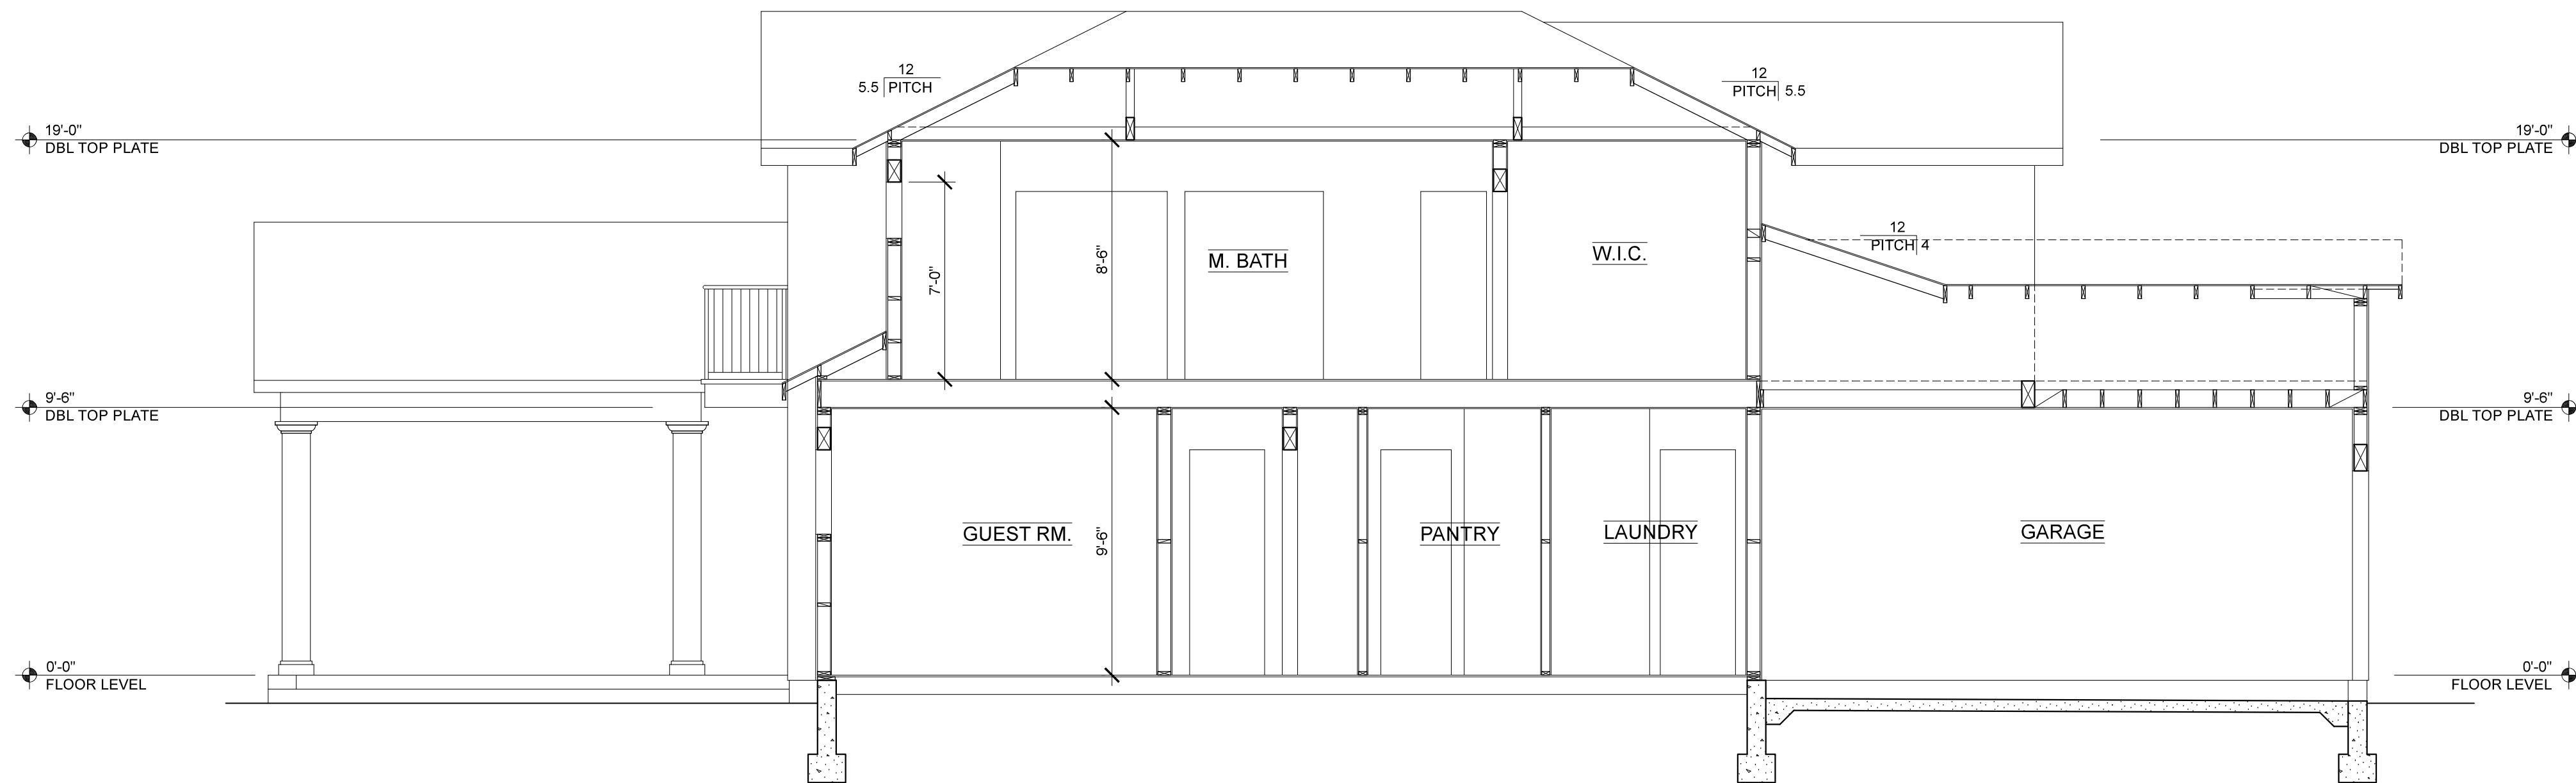 12
5.5 PITCH
12
PITCH 5.5
19'-0"
DBL TOP PLATE
19'-0"
DBL TOP PLATE
12
PITCH 4
M. BATH
W.I.C.
8'-6"
7'-0"
9'-6"
DBL TOP PLATE
9'-6"
DBL TOP PLATE
GUEST RM.
9'-6"
PANTRY
LAUNDRY
GARAGE
0'-0"
FLOOR LEVEL
0'-0"
FLOOR LEVEL